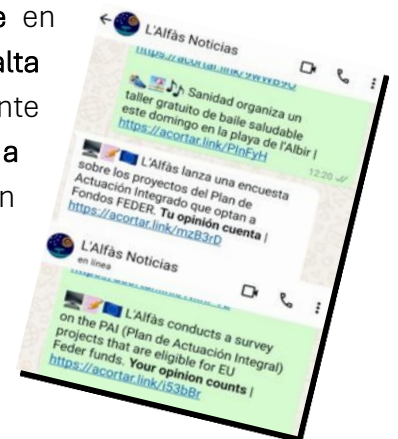 e en
alta
nte
a
n
L'Alfàs Noticias
Sanidad organiza un
taller gratuito de baile saludable
este domingo en la playa de l'Albir |
https://acortar.link/PlnFyH
12:20
L'Alfàs lanza una encuesta
sobre los proyectos del Plan de
Actuación Integrado que optan a
Fondos FEDER. Tu opinión cuenta |
https://acortar.link/mzB3rD
L'Alfàs Noticias
en línea
L'Alfàs conducts a survey
on the PAI (Plan de Actuación Integral)
projects that are eligible for EU
Feder funds. Your opinion counts |
https://acortar.link/i53bBr